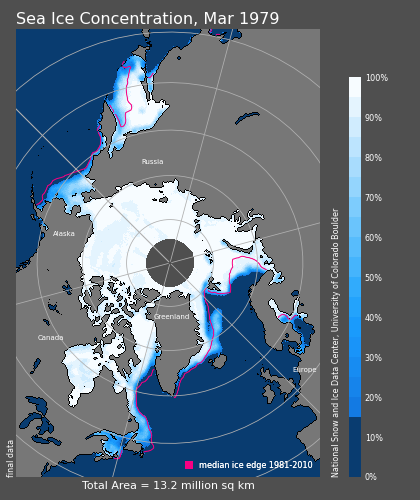 Sea Ice Concentration, Mar 1979
Russia
Alaska
Greenland
Canada
Europe
median ice edge 1981-2010
Total Area = 13.2 million sq km
final data
100%
90%
80%
70%
60%
50%
40%
30%
20%
10%
0%
National Snow and Ice Data Center, University of Colorado Boulder